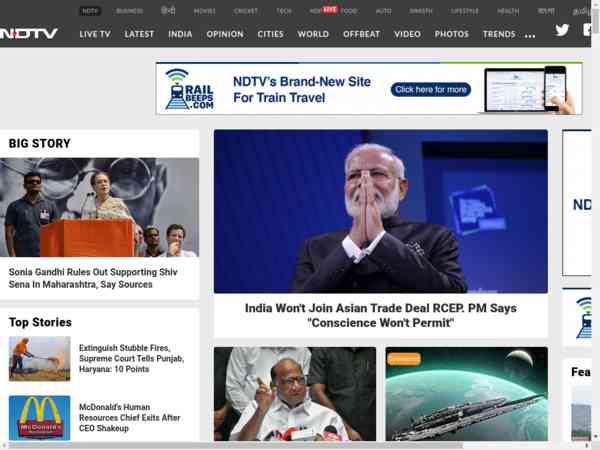 NDTV BUSINESS हिन्दी MOVIES CRICKET TECH HOP LIVE FOOD AUTO SWASTH LIFESTYLE HEALTH বাংলা
NDTV LIVE TV LATEST INDIA OPINION CITIES WORLD OFFBEAT VIDEO PHOTOS TRENDS ...
RAIL
BEEPS
.COM
NDTV's Brand-New Site
For Train Travel
Click here for more
BIG STORY
Sonia Gandhi Rules Out Supporting Shiv
Sena In Maharashtra, Say Sources
India Won't Join Asian Trade Deal RCEP. PM Says
"Conscience Won't Permit"
ND
Top Stories
Extinguish Stubble Fires,
Supreme Court Tells Punjab,
Haryana: 10 Points
McDonald's
McDonald's Human
Resources Chief Exits After
CEO Shakeup
Sponsored
Fea